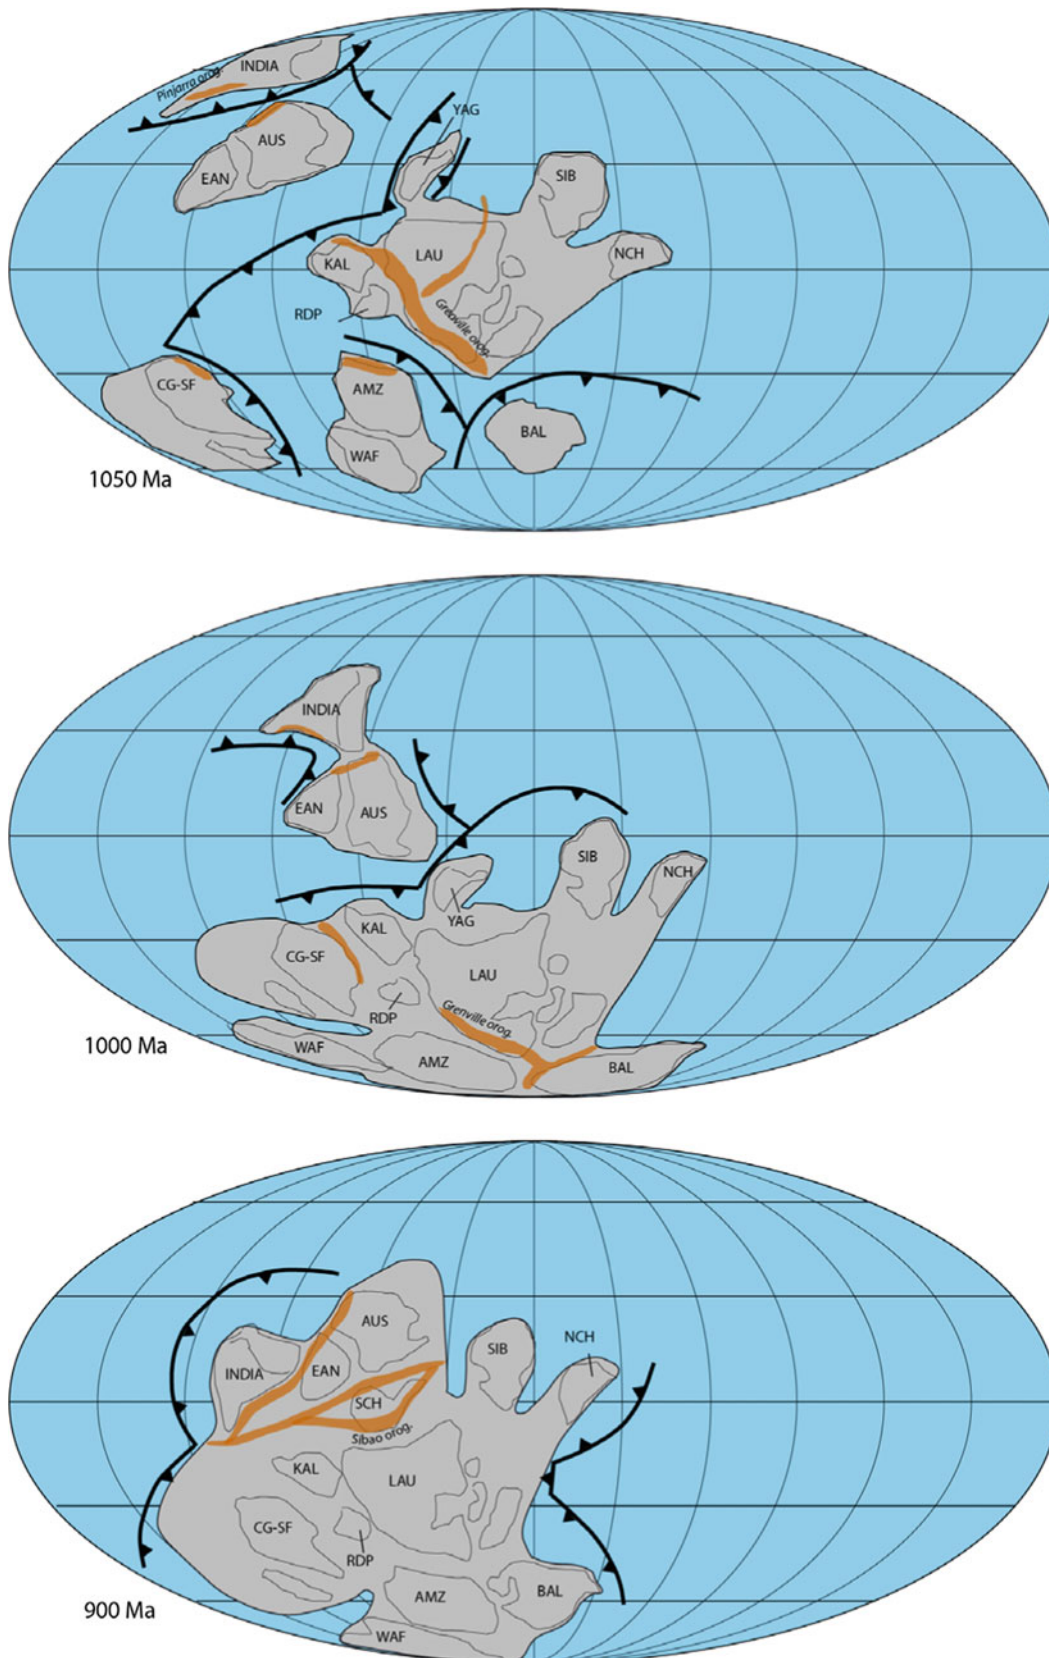 INDIA
Pinjarra orog.
YAG
AUS
EAN
SIB
LAU
NCH
KAL
RDP
Grenville orog.
CG-SF
AMZ
BAL
WAF
1050 Ma
INDIA
EAN
AUS
SIB
NCH
YAG
KAL
CG-SF
LAU
RDP
Grenville orog.
WAF
AMZ
BAL
1000 Ma
AUS
NCH
SIB
INDIA
EAN
SCH
Sibao orog.
KAL
LAU
CG-SF
RDP
BAL
AMZ
900 Ma
WAF